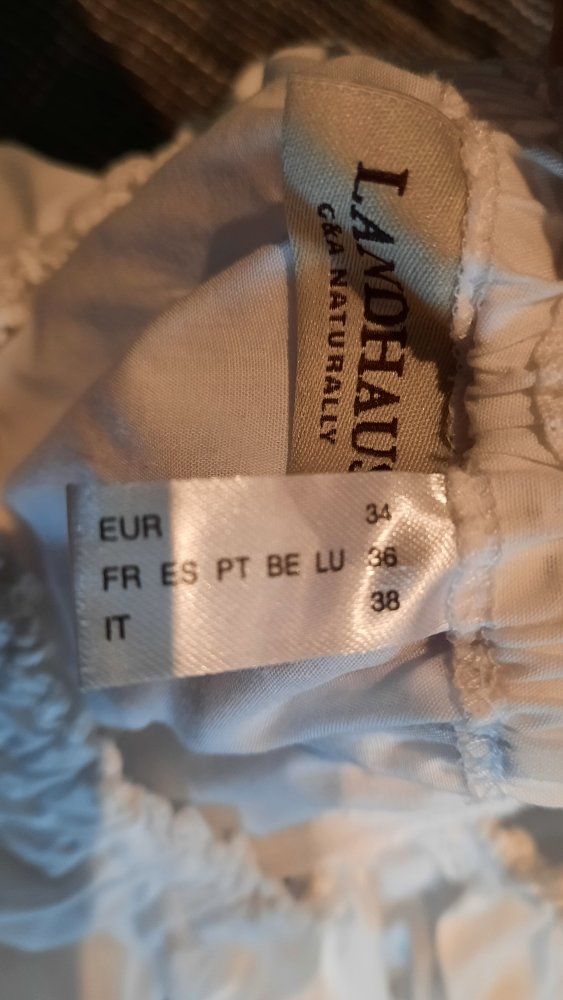 LANDHAUS
C&A NATURALLY
EUR 34
FR ES PT BE LU 36
IT 38